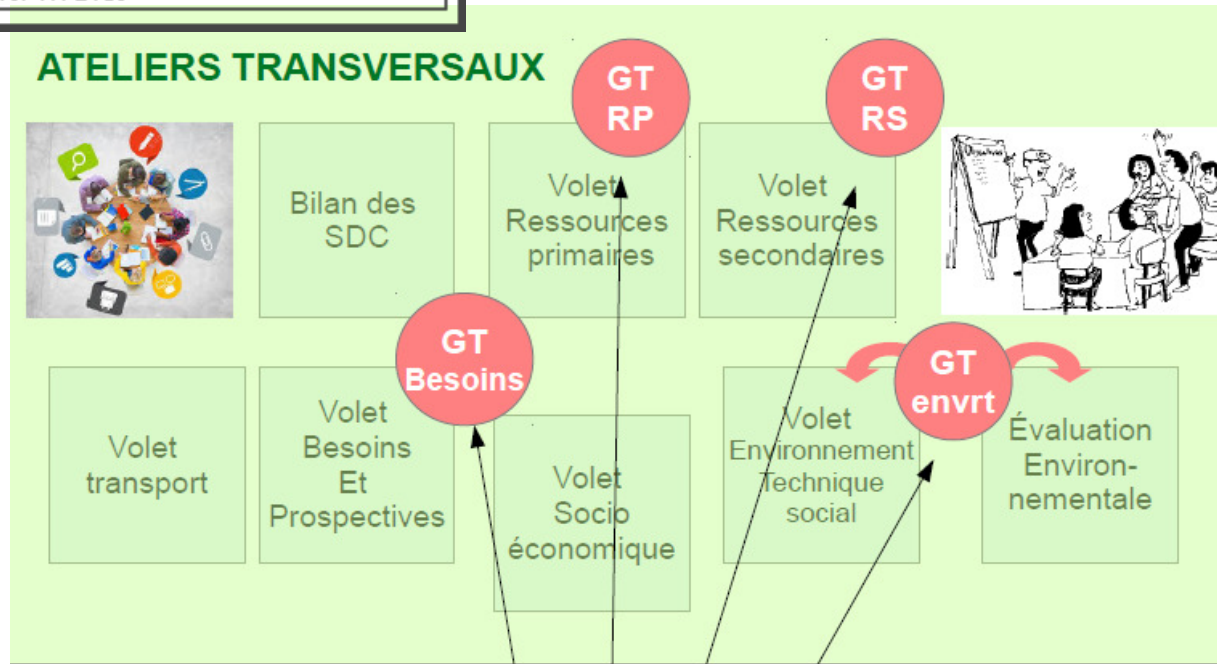 ATELIERS TRANSVERSAUX
GT
RP
GT
RS
Bilan des
SDC
Volet
Ressources
primaires
Volet
Ressources
secondaires
GT
Besoins
GT
envrt
Volet
transport
Volet
Besoins
Et
Prospectives
Volet
Socio
économique
Volet
Environnement
Technique
social
Évaluation
Environ-
nementale